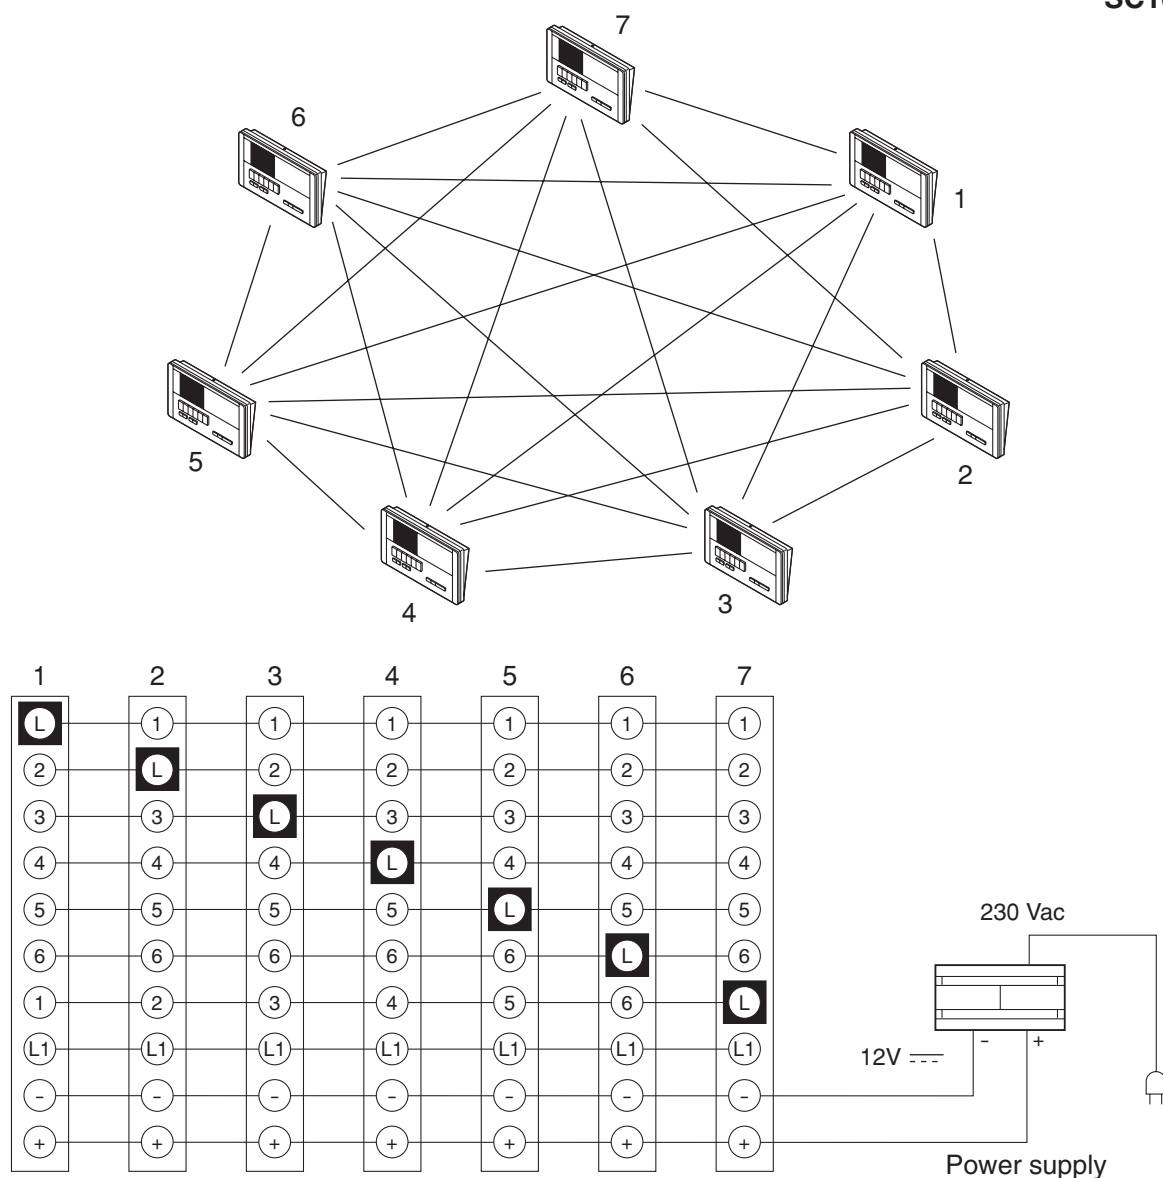 7
6
1
5
2
4
3
1 2 3 4 5 6 7
L 1 1 1 1 1 1
2 L 2 2 2 2 2
3 3 L 3 3 3 3
4 4 4 L 4 4 4
5 5 5 5 L 5 5
230 Vac
6 6 6 6 6 L 6
1 2 3 4 5 6 L
L1 L1 L1 L1 L1 L1 L1
12V - +
- - - - - - -
+ + + + + + +
Power supply